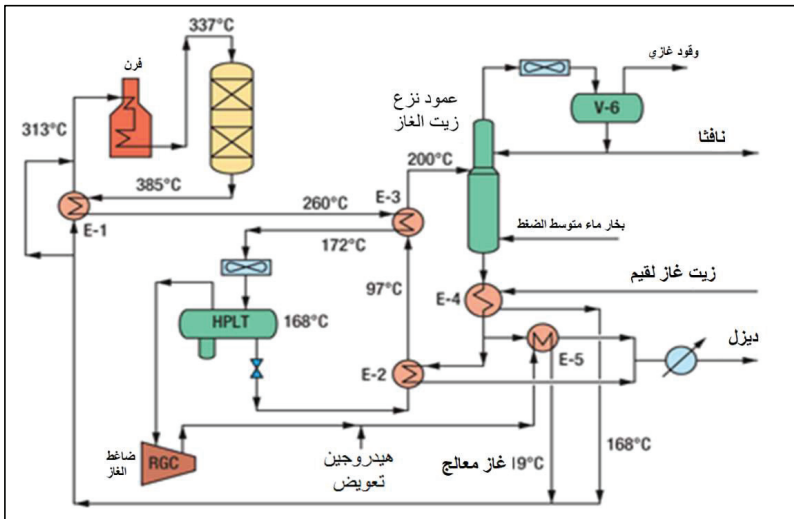 337°C
فرن
وقود غازي
V-6
عمود نزع
زيت الغاز
313°C
نافثا
200°C
385°C
E-3
260°C
E-1
بخار ماء متوسط الضغط
172°C
زيت غاز لقيم
97°C
E-4
HPLT
168°C
ديزل
E-2
E-5
ضاغط
الغاز
RGC
هيدروجين
تعويض
غاز معالج
168°C